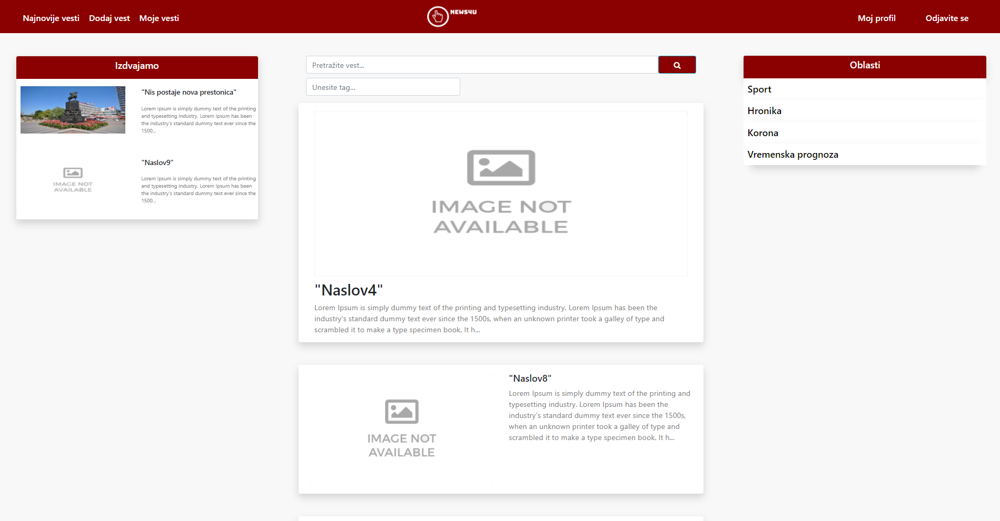 Najnovije vesti
Dodaj vest
Moje vesti
NEWS4U
Moj profil
Odjavite se
Izdvajamo
"Nis postaje nova prestonica"
Lorem Ipsum is simply dummy text of the printing
and typesetting industry. Lorem Ipsum has been
the industry's standard dummy text ever since the
1500...
IMAGE NOT
AVAILABLE
"Naslov9"
Lorem Ipsum is simply dummy text of the printing
and typesetting industry. Lorem Ipsum has been
the industry's standard dummy text ever since the
1500...
Pretražite vest...
Unesite tag...
IMAGE NOT
AVAILABLE
"Naslov4"
Lorem Ipsum is simply dummy text of the printing and typesetting industry. Lorem Ipsum has been the
industry's standard dummy text ever since the 1500s, when an unknown printer took a galley of type and
scrambled it to make a type specimen book. It h...
IMAGE NOT
AVAILABLE
"Naslov8"
Lorem Ipsum is simply dummy text of the printing and
typesetting industry. Lorem Ipsum has been the
industry's standard dummy text ever since the 1500s,
when an unknown printer took a galley of type and
scrambled it to make a type specimen book. It h...
Oblasti
Sport
Hronika
Korona
Vremenska prognoza